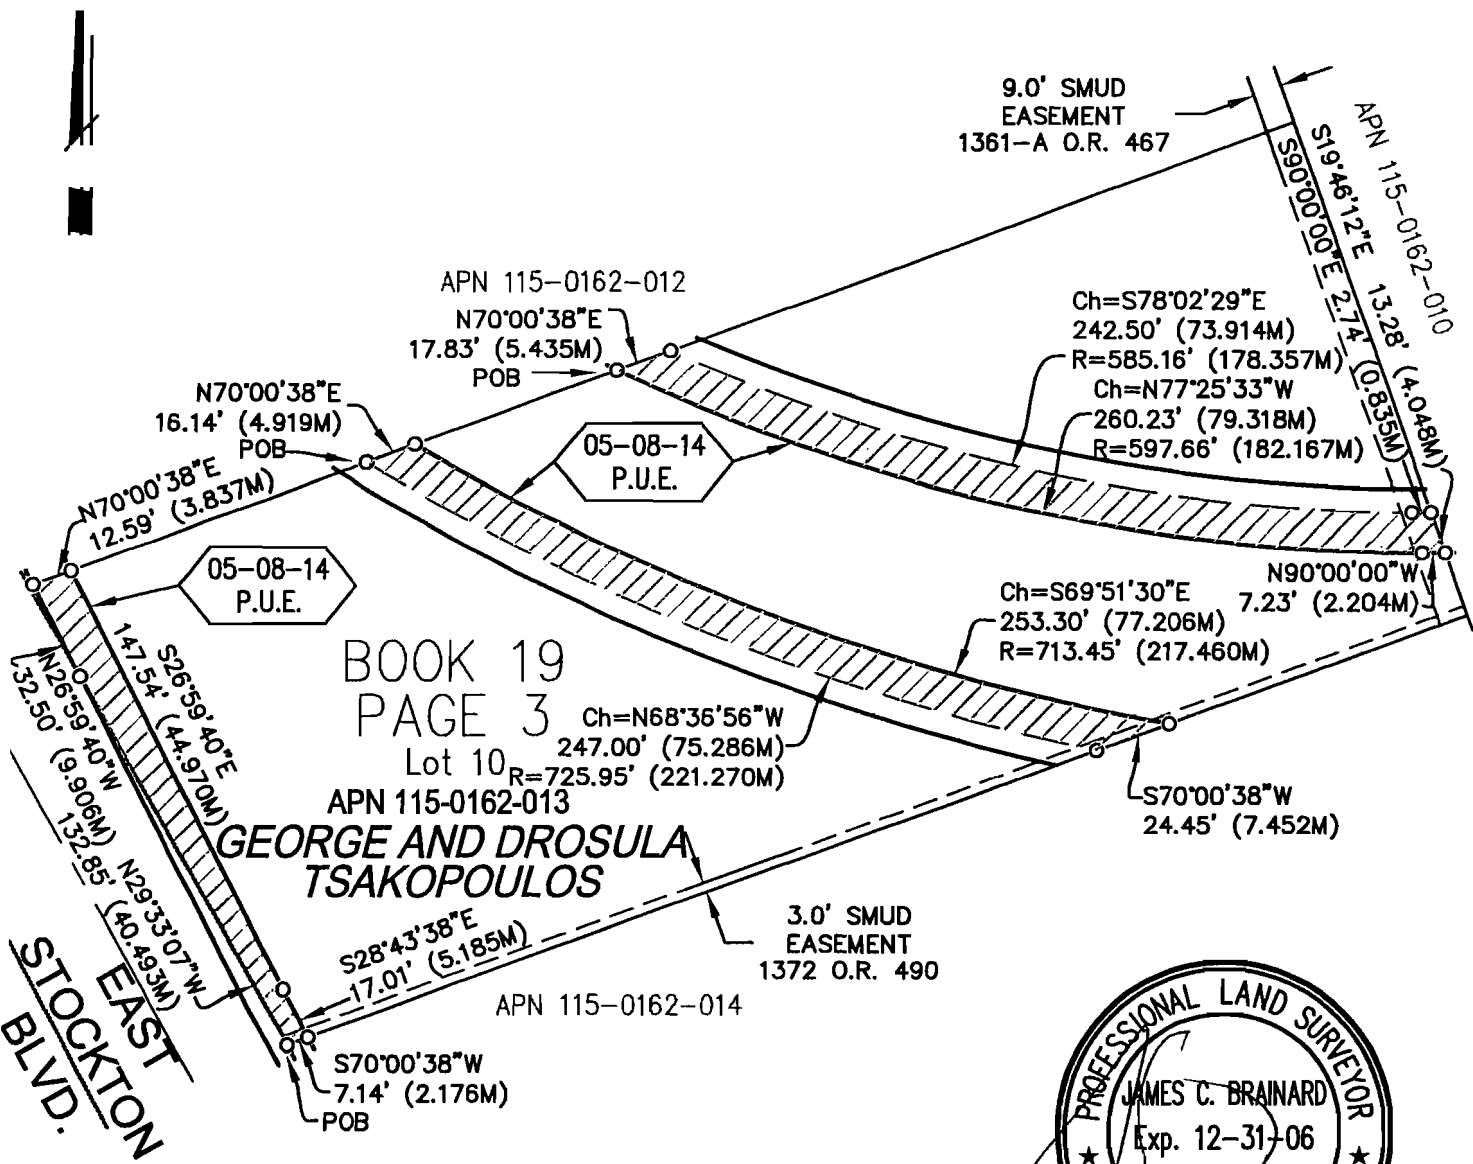 9.0' SMUD
EASEMENT
1361-A O.R. 467
APN 115-0162-010
S19°46'12"E 13.28' (4.048M)
S90°00'00"E 2.74' (0.835M)
APN 115-0162-012
N70°00'38"E
17.83' (5.435M)
POB
Ch=S78°02'29"E
242.50' (73.914M)
R=585.16' (178.357M)
Ch=N77°25'33"W
260.23' (79.318M)
R=597.66' (182.167M)
N70°00'38"E
16.14' (4.919M)
POB
05-08-14
P.U.E.
N70°00'38"E
12.59' (3.837M)
05-08-14
P.U.E.
N90°00'00"W
7.23' (2.204M)
Ch=S69°51'30"E
253.30' (77.206M)
R=713.45' (217.460M)
S26°59'40"E
147.54' (44.970M)
N26°59'40"W
32.50' (9.906M)
BOOK 19
PAGE 3
Lot 10
Ch=N68°36'56"W
247.00' (75.286M)
R=725.95' (221.270M)
APN 115-0162-013
GEORGE AND DROSULA
TSAKOPOULOS
S70°00'38"W
24.45' (7.452M)
N29°33'07"W
132.85' (40.493M)
S28°43'38"E
17.01' (5.185M)
3.0' SMUD
EASEMENT
1372 O.R. 490
APN 115-0162-014
EAST
STOCKTON
BLVD.
S70°00'38"W
7.14' (2.176M)
POB
PROFESSIONAL LAND SURVEYOR
JAMES C. BRAINARD
Exp. 12-31-06